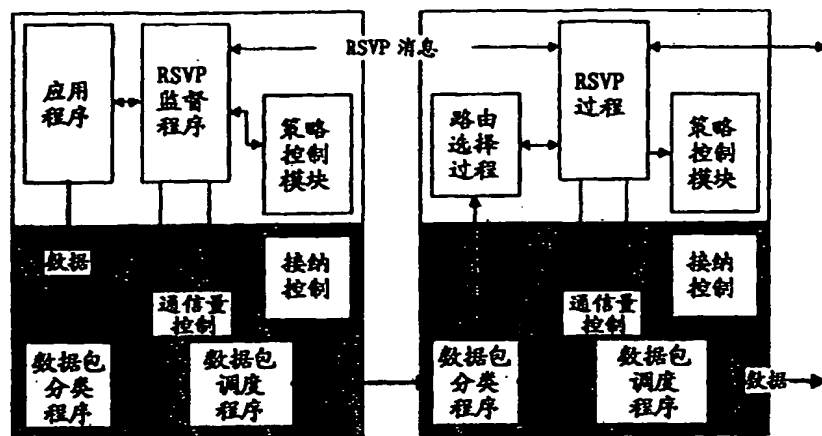 RSVP 消息
应用
程序
RSVP
监督
程序
策略
控制
模块
数据
接纳
控制
通信量
控制
数据包
分类
程序
数据包
调度
程序
RSVP
过程
路由
选择
过程
策略
控制
模块
接纳
控制
通信量
控制
数据包
分类
程序
数据包
调度
程序
数据